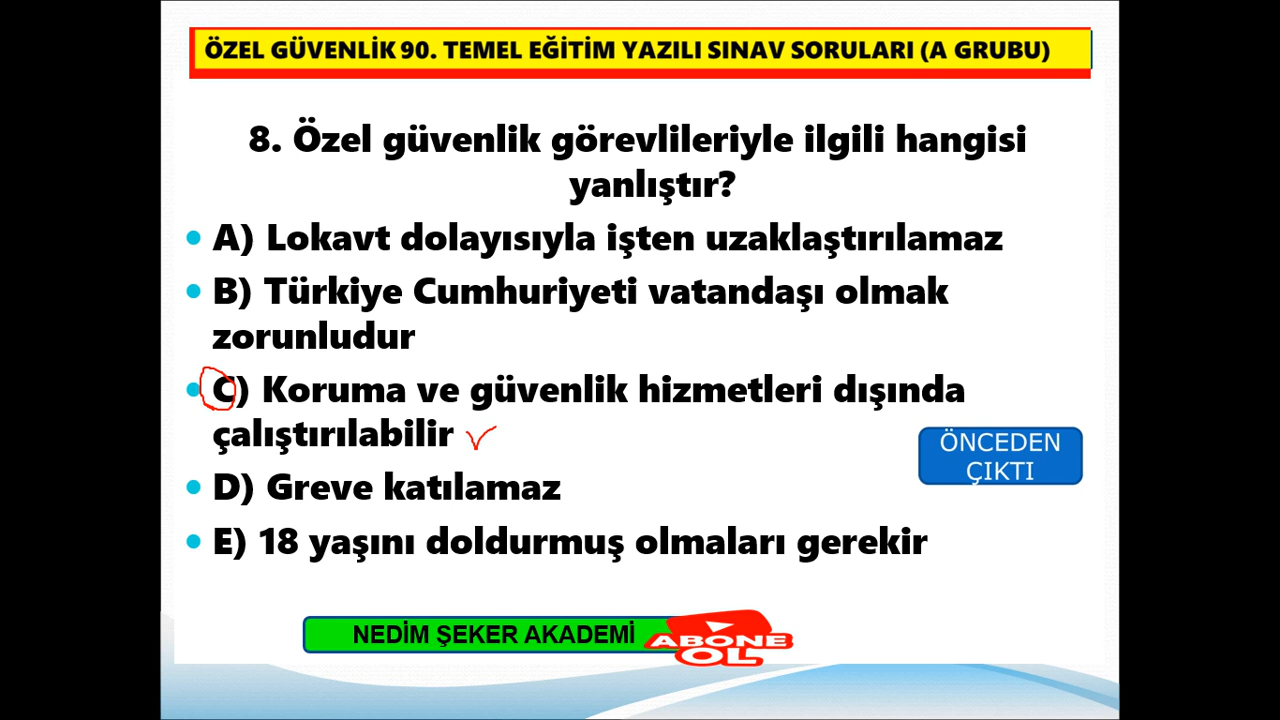 ÖZEL GÜVENLİK 90. TEMEL EĞİTİM YAZILI SINAV SORULARI (A GRUBU)
8. Özel güvenlik görevlileriyle ilgili hangisi
yanlıştır?
A) Lokavt dolayısıyla işten uzaklaştırılamaz
B) Türkiye Cumhuriyeti vatandaşı olmak
zorunludur
C) Koruma ve güvenlik hizmetleri dışında
çalıştırılabilir
ÖNCEDEN
ÇIKTI
D) Greve katılamaz
E) 18 yaşını doldurmuş olmaları gerekir
NEDİM ŞEKER AKADEMİ
ABONE
OL